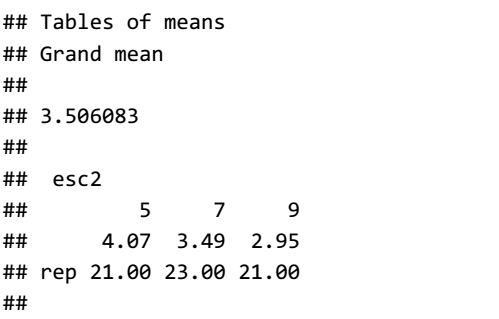 ## Tables of means
## Grand mean
##
## 3.506083
##
##  esc2
##         5     7     9
##      4.07  3.49  2.95
## rep 21.00 23.00 21.00
##